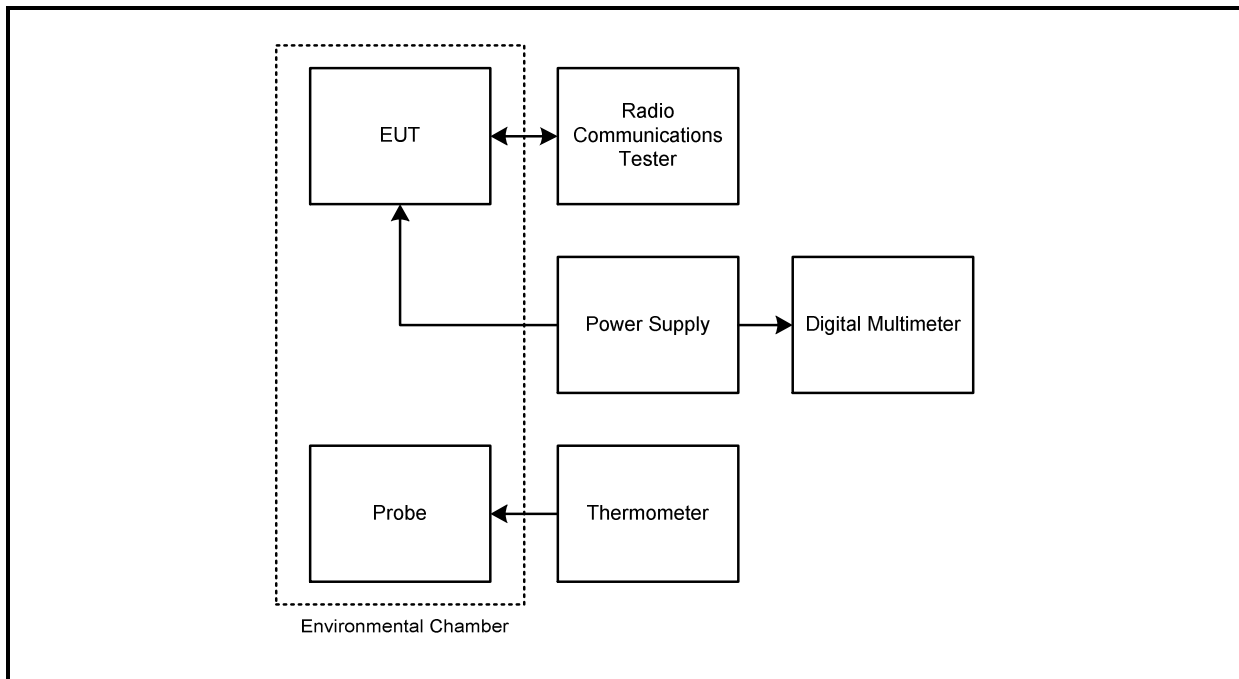 EUT
Radio
Communications
Tester
Power Supply
Digital Multimeter
Probe
Thermometer
Environmental Chamber